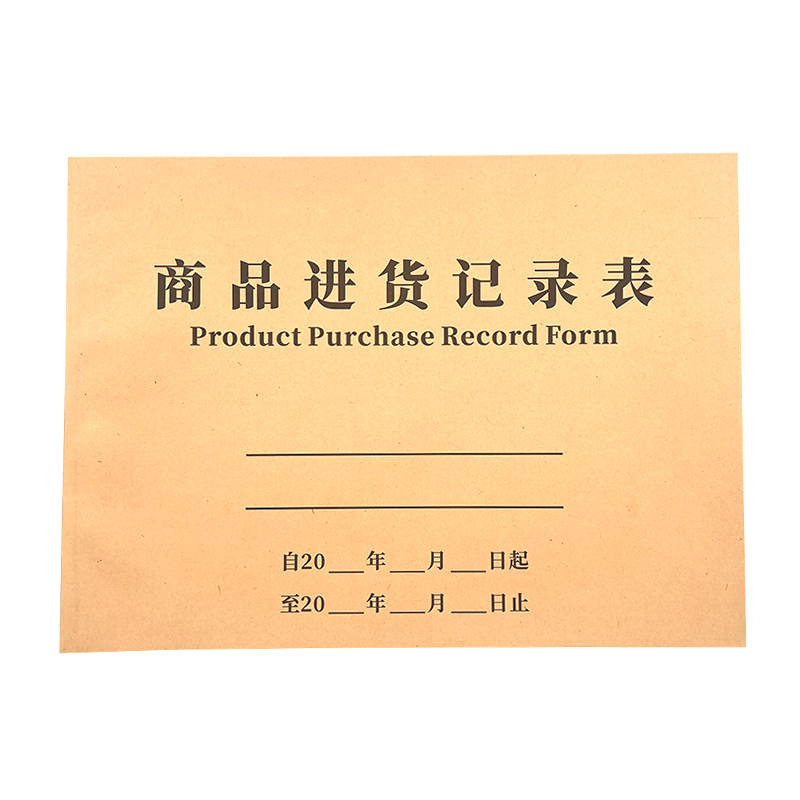 商品进货记录表
Product Purchase Record Form
自20___年___月___日起
至20___年___月___日止